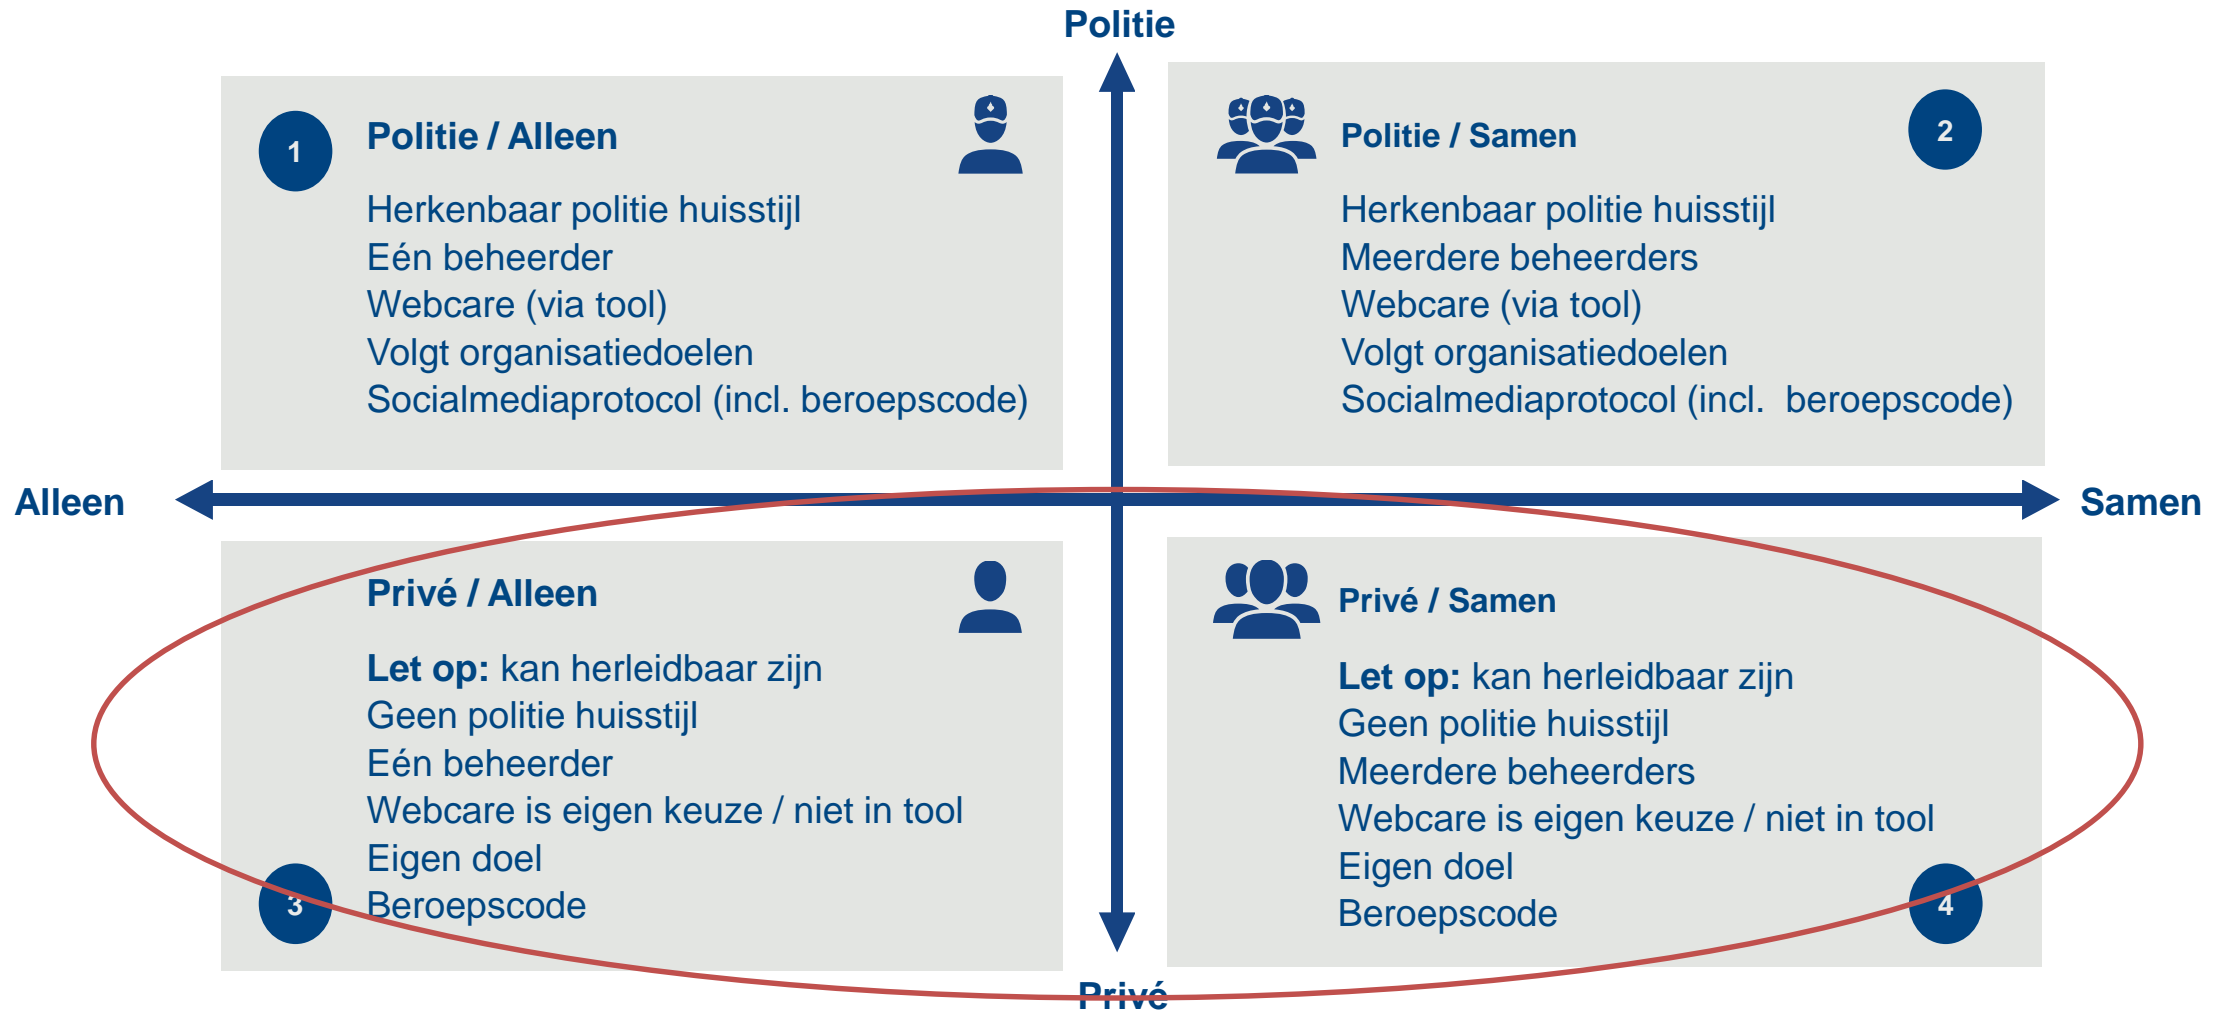 Politie
1
Politie / Alleen
Herkenbaar politie huisstijl
Eén beheerder
Webcare (via tool)
Volgt organisatiedoelen
Socialmediaprotocol (incl. beroepscode)
Politie / Samen
2
Herkenbaar politie huisstijl
Meerdere beheerders
Webcare (via tool)
Volgt organisatiedoelen
Socialmediaprotocol (incl.  beroepscode)
Alleen
Samen
Privé / Alleen
Let op: kan herleidbaar zijn
Geen politie huisstijl
Eén beheerder
Webcare is eigen keuze / niet in tool
Eigen doel
Beroepscode
3
Privé / Samen
Let op: kan herleidbaar zijn
Geen politie huisstijl
Meerdere beheerders
Webcare is eigen keuze / niet in tool
Eigen doel
Beroepscode
4
Privé